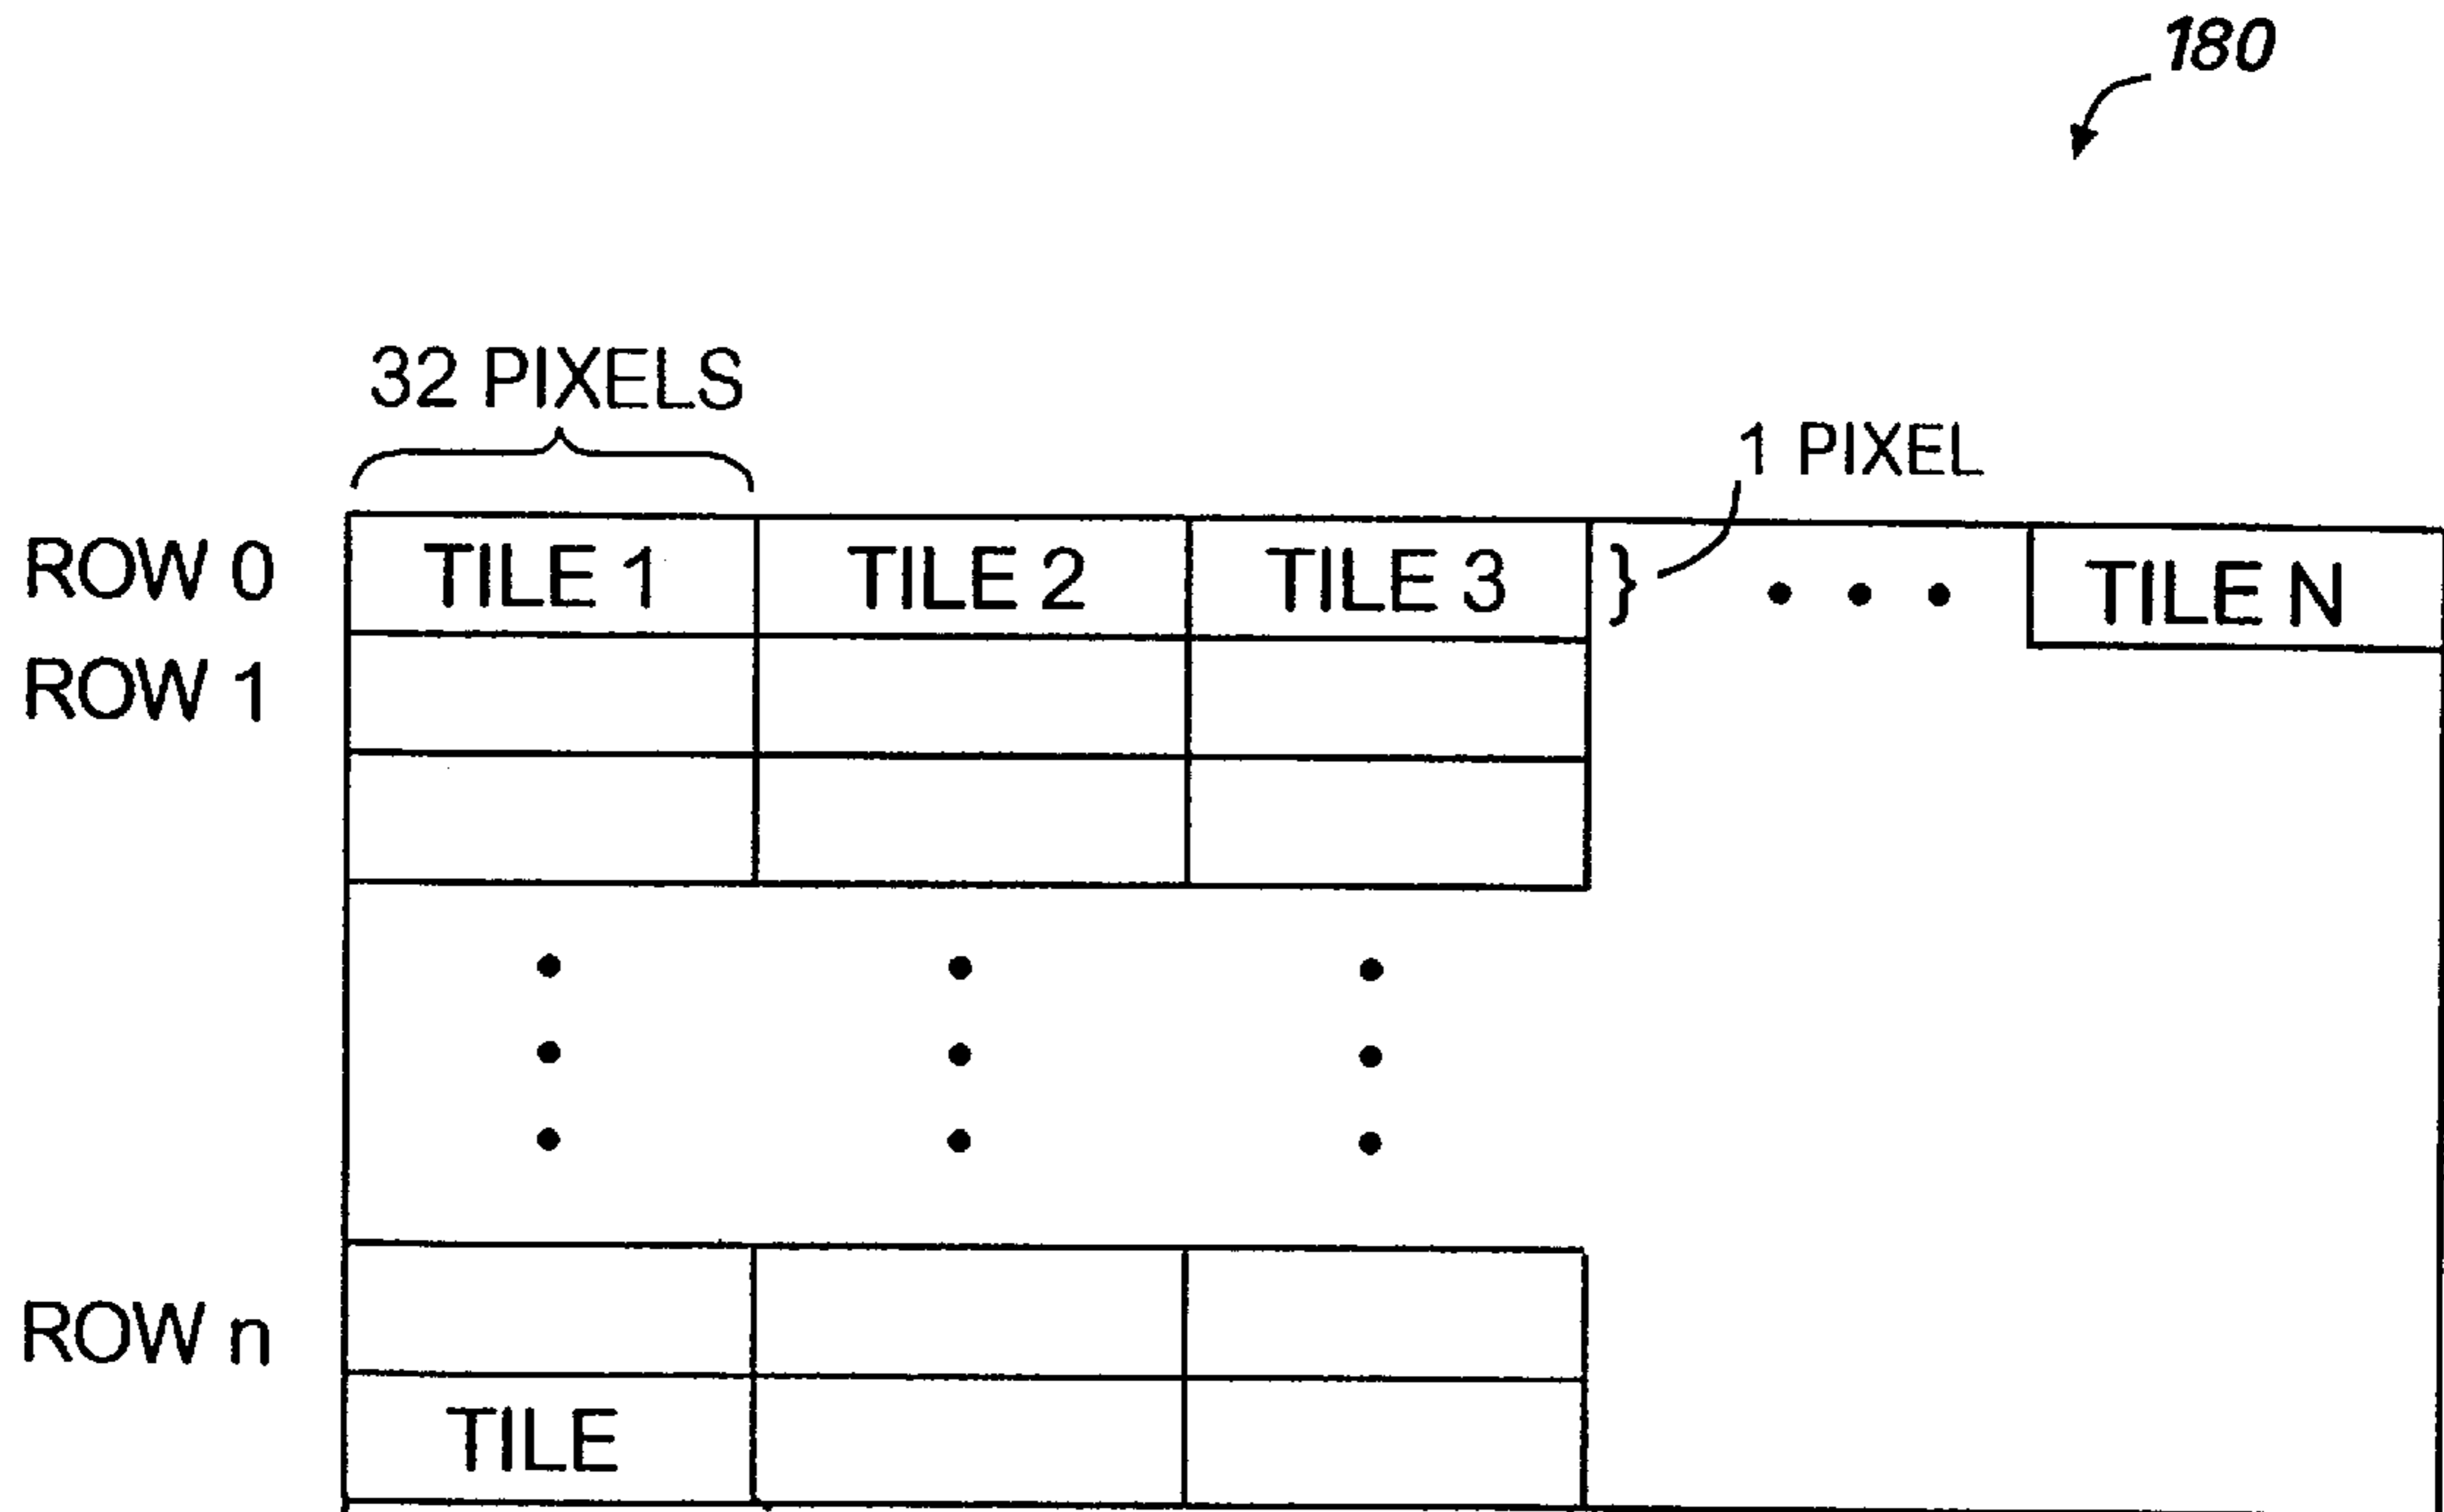 180
32 PIXELS
1 PIXEL
ROW 0 TILE 1 TILE 2 TILE 3 } • • • TILE N
ROW 1
ROW n
TILE